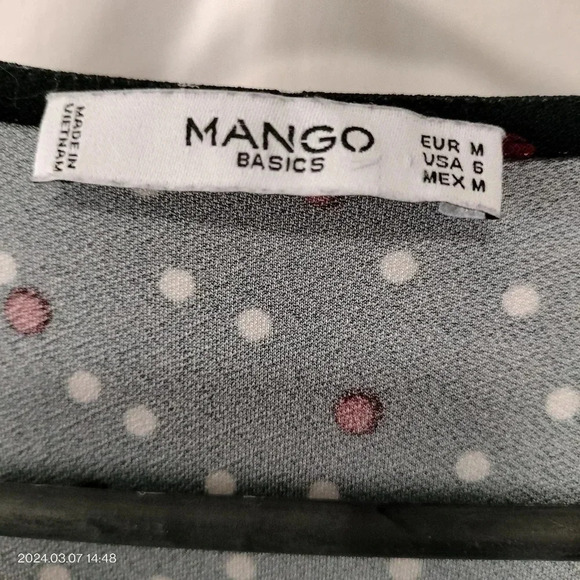 MADE IN
VIETNAM
MANGO
BASICS
EUR M
USA 6
MEX M
2024.03.07 14:48